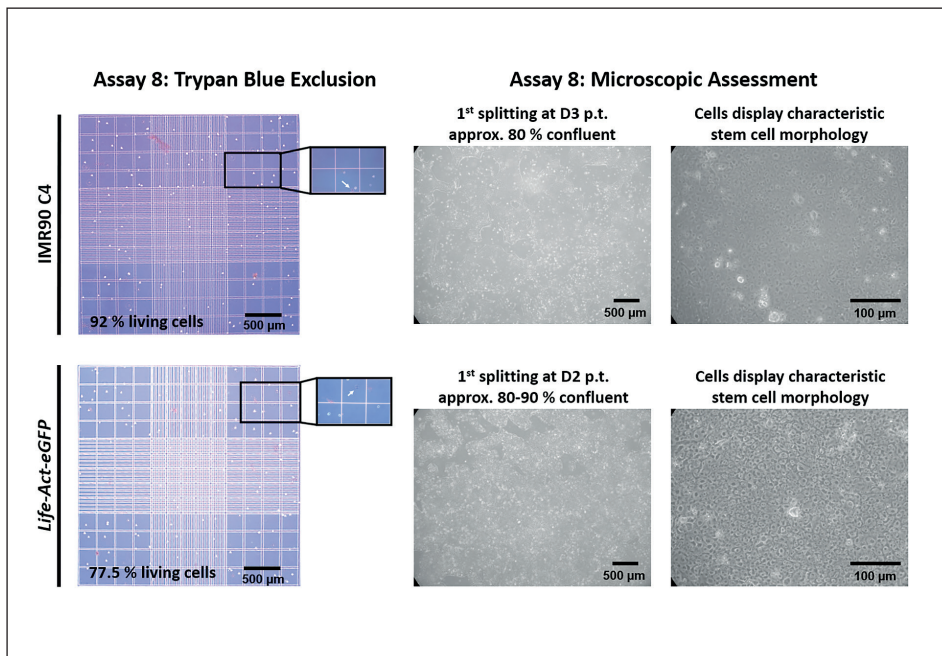 Assay 8: Trypan Blue Exclusion
Assay 8: Microscopic Assessment
IMR90 C4
92 % living cells
500 µm
1st splitting at D3 p.t.
approx. 80 % confluent
500 µm
Cells display characteristic
stem cell morphology
100 µm
Life-Act-eGFP
77.5 % living cells
500 µm
1st splitting at D2 p.t.
approx. 80-90 % confluent
500 µm
Cells display characteristic
stem cell morphology
100 µm